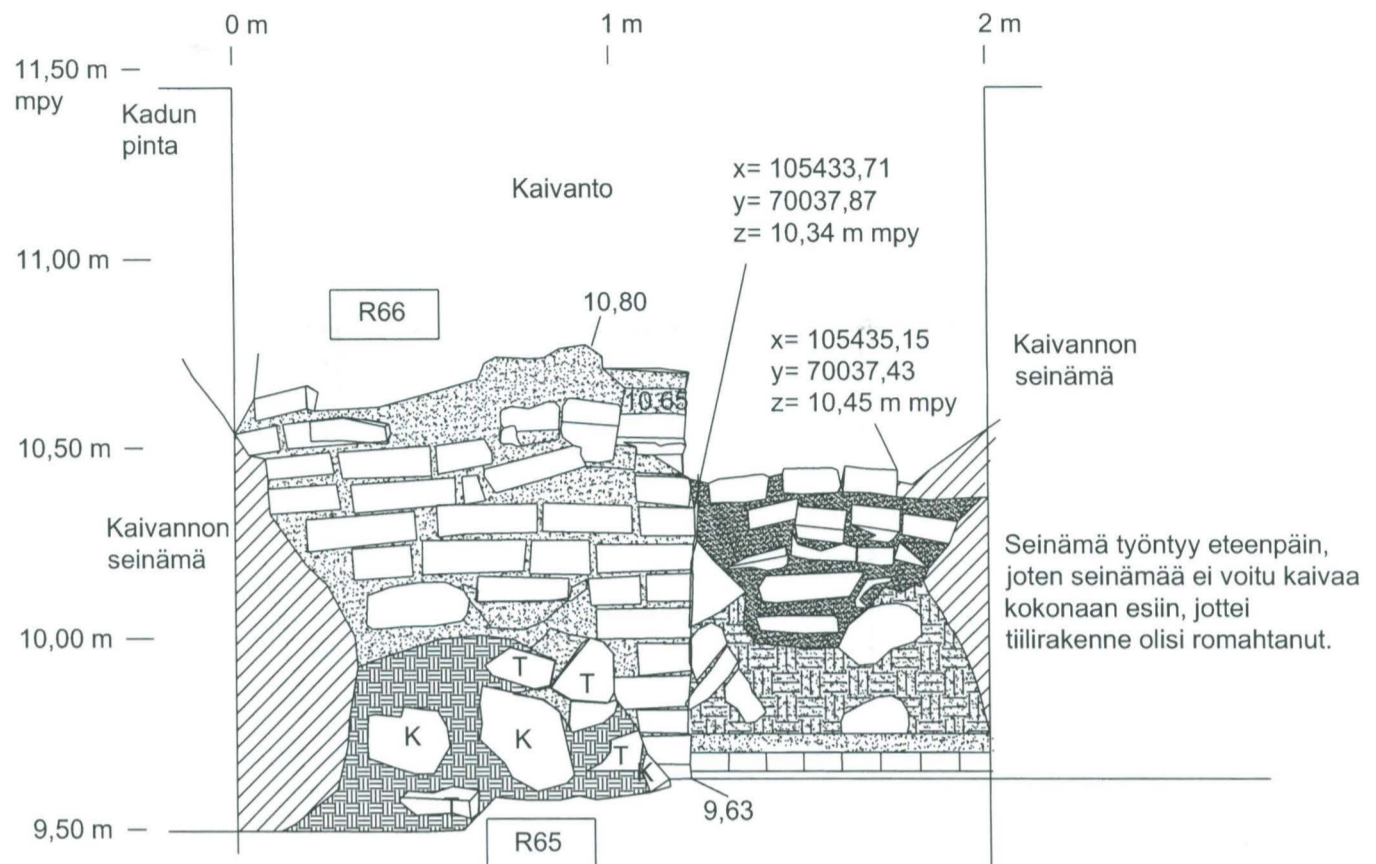 0 m
1 m
2 m
11,50 m
mpy
Kadun
pinta
Kaivanto
x= 105433,71
y= 70037,87
z= 10,34 m mpy
11,00 m
R66
10,80
x= 105435,15
y= 70037,43
z= 10,45 m mpy
Kaivannon
seinämä
10,65
10,50 m
Kaivannon
seinämä
Seinämä työntyy eteenpäin,
joten seinämää ei voitu kaivaa
kokonaan esiin, jottei
tiilirakenne olisi romahtanut.
10,00 m
T
T
K
K
T
K
T
9,63
9,50 m
R65